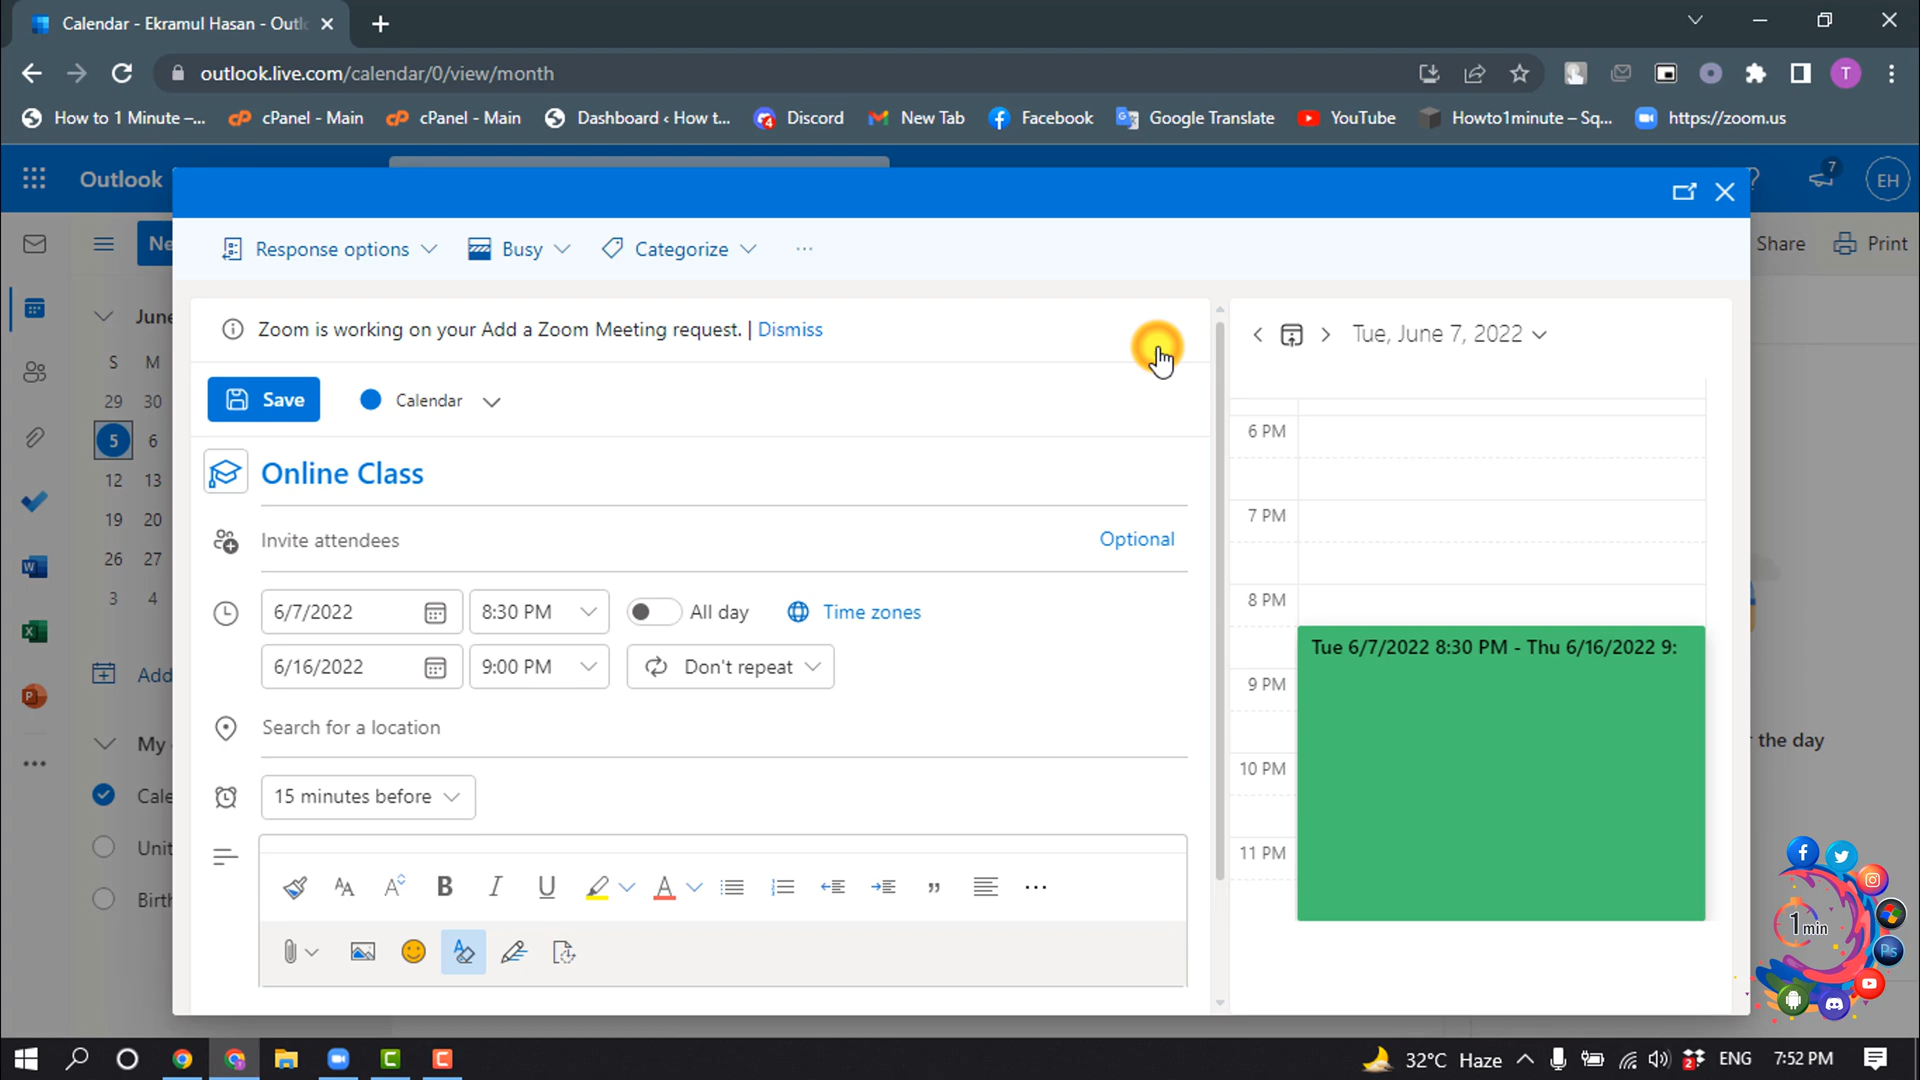 Calendar - Ekramul Hasan - Outl
outlook.live.com/calendar/0/view/month
T
How to 1 Minute –... cPanel - Main cPanel - Main Dashboard ‹ How t... Discord New Tab Facebook Google Translate YouTube Howto1minute – Sq... https://zoom.us
Outlook
7
EH
Ne
Response options Busy Categorize ...
Share Print
Zoom is working on your Add a Zoom Meeting request. | Dismiss
June
Tue, June 7, 2022
S M
29 30
5 6
12 13
19 20
26 27
3 4
Save Calendar
Online Class
Invite attendees Optional
6/7/2022 8:30 PM All day Time zones
6/16/2022 9:00 PM Don't repeat
Search for a location
15 minutes before
B I U A
6 PM
7 PM
8 PM
Tue 6/7/2022 8:30 PM - Thu 6/16/2022 9:
9 PM
10 PM
11 PM
Add
My
Cale
Unit
Birth
r the day
1 min
Ps
32°C Haze ENG 7:52 PM